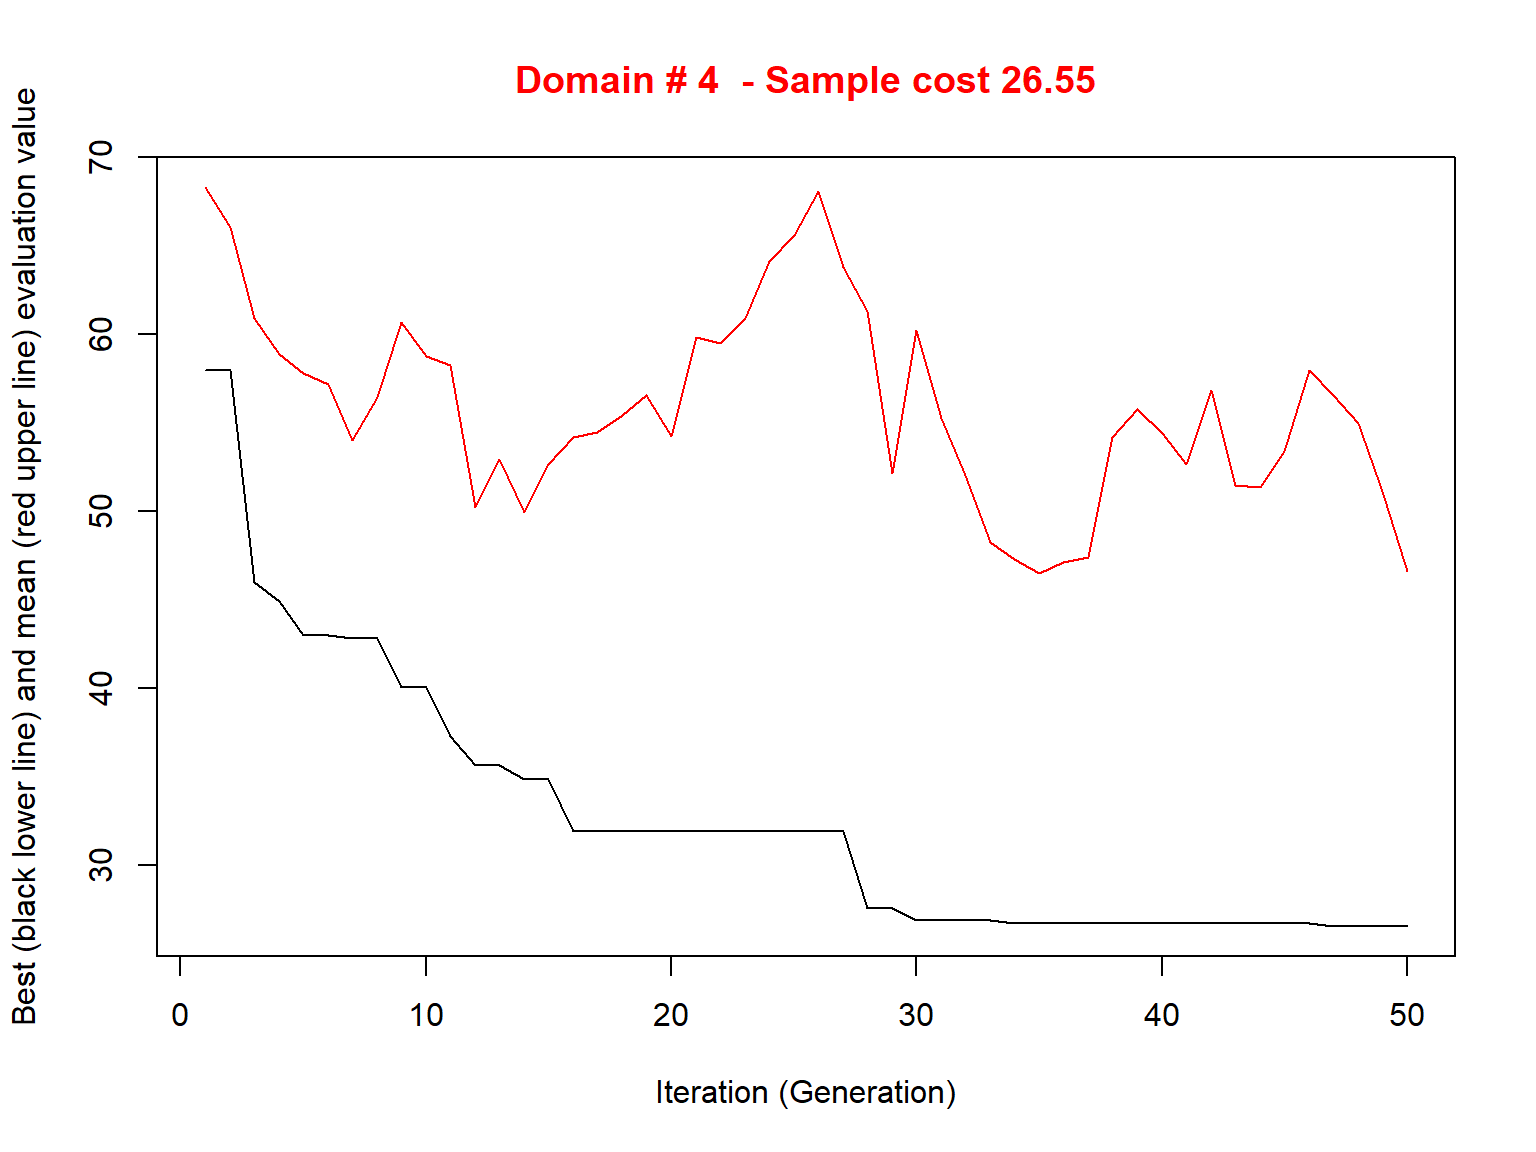 Domain # 4  - Sample cost 26.55
Best (black lower line) and mean (red upper line) evaluation value
70
60
50
40
30
0 10 20 30 40 50
Iteration (Generation)